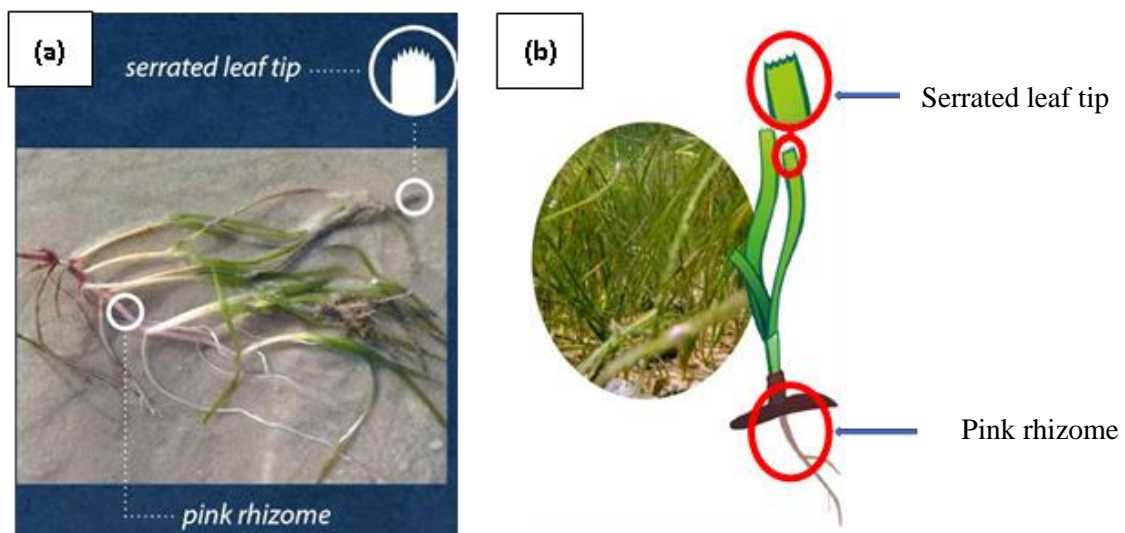 (a)
serrated leaf tip
pink rhizome
(b)
Serrated leaf tip
Pink rhizome